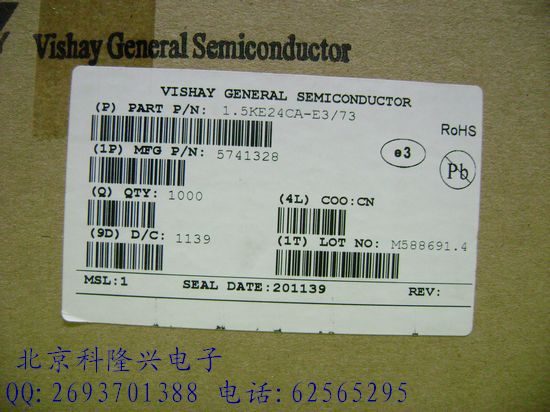 Vishay General Semiconductor
VISHAY GENERAL SEMICONDUCTOR
(P) PART P/N: 1.5KE24CA-E3/73
RoHS
(1P) MFG P/N: 5741328
e3
Pb
(Q) QTY: 1000
(4L) COO:CN
(9D) D/C: 1139
(1T) LOT NO: M588691.4
MSL:1 SEAL DATE:201139 REV:
北京科隆兴电子
QQ:2693701388 电话:62565295